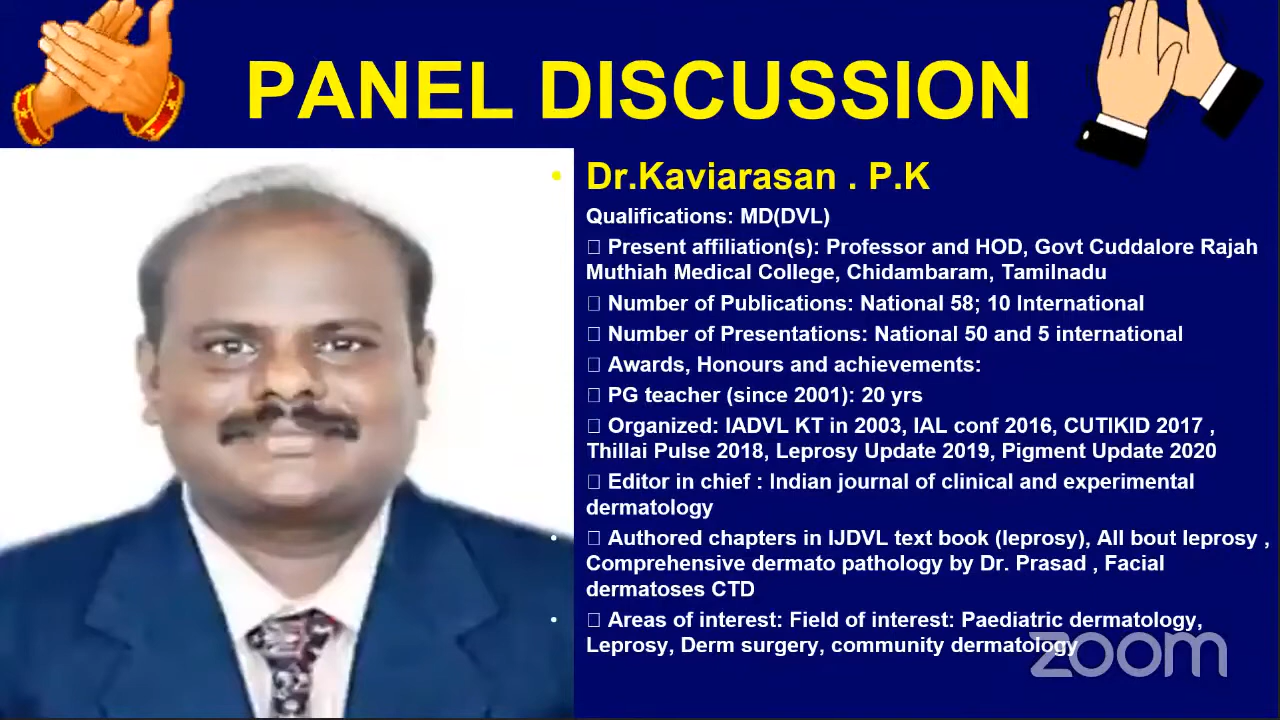 PANEL DISCUSSION
• Dr.Kaviarasan . P.K
Qualifications: MD(DVL)
▯ Present affiliation(s): Professor and HOD, Govt Cuddalore Rajah
Muthiah Medical College, Chidambaram, Tamilnadu
▯ Number of Publications: National 58; 10 International
▯ Number of Presentations: National 50 and 5 international
▯ Awards, Honours and achievements:
▯ PG teacher (since 2001): 20 yrs
▯ Organized: IADVL KT in 2003, IAL conf 2016, CUTIKID 2017 ,
Thillai Pulse 2018, Leprosy Update 2019, Pigment Update 2020
▯ Editor in chief : Indian journal of clinical and experimental
dermatology
• ▯ Authored chapters in IJDVL text book (leprosy), All bout leprosy ,
Comprehensive dermato pathology by Dr. Prasad , Facial
dermatoses CTD
• ▯ Areas of interest: Field of interest: Paediatric dermatology,
Leprosy, Derm surgery, community dermatology
zoom